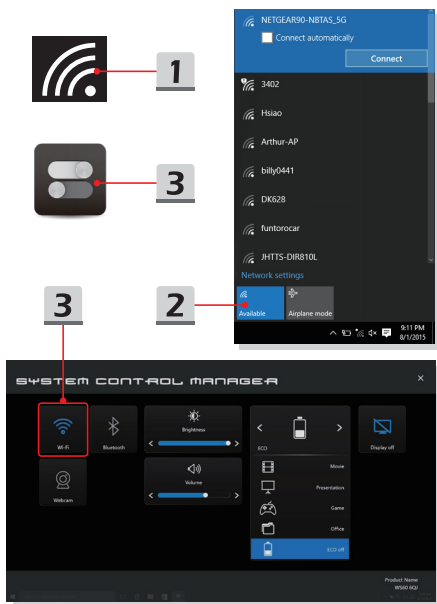 NETGEAR90-NBTAS_5G
Connect automatically
Connect
3402
Hsiao
Arthur-AP
billy0441
DK628
funtorocar
JHTTS-DIR810L
Network settings
Available
Airplane mode
9:11 PM
8/1/2015
1
3
3
2
SYSTEM CONTROL MANAGER
Wi-Fi
Bluetooth
Brightness
ECO
Display off
Webcam
Volume
Movie
Presentation
Game
Office
ECO off
Product Name
WS60 6QJ